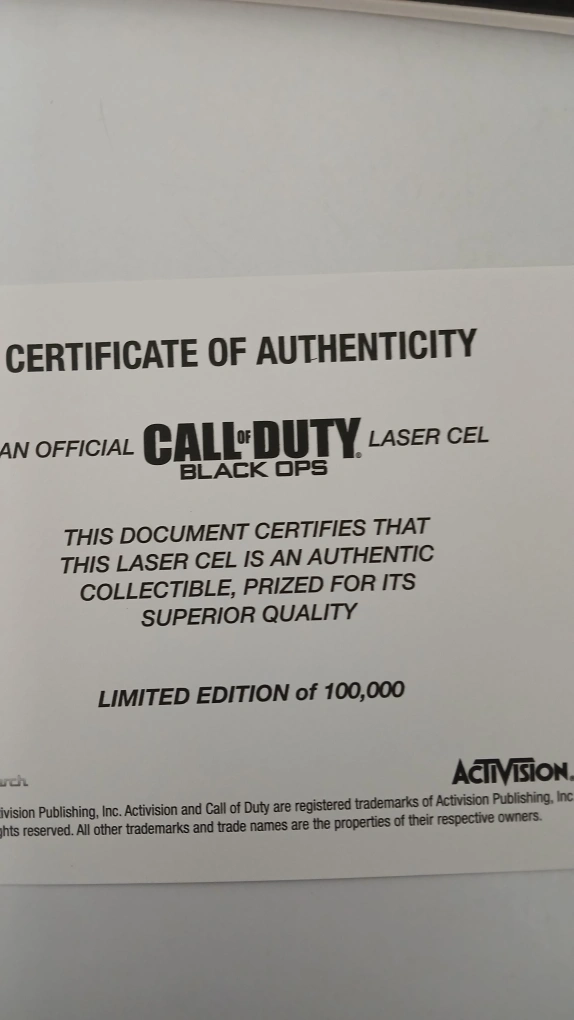 CERTIFICATE OF AUTHENTICITY
AN OFFICIAL CALL OF DUTY® LASER CEL
BLACK OPS
THIS DOCUMENT CERTIFIES THAT
THIS LASER CEL IS AN AUTHENTIC
COLLECTIBLE, PRIZED FOR ITS
SUPERIOR QUALITY
LIMITED EDITION of 100,000
ACTIVISION.
Publishing, Inc. Activision and Call of Duty are registered trademarks of Activision Publishing, Inc
reserved. All other trademarks and trade names are the properties of their respective owners.